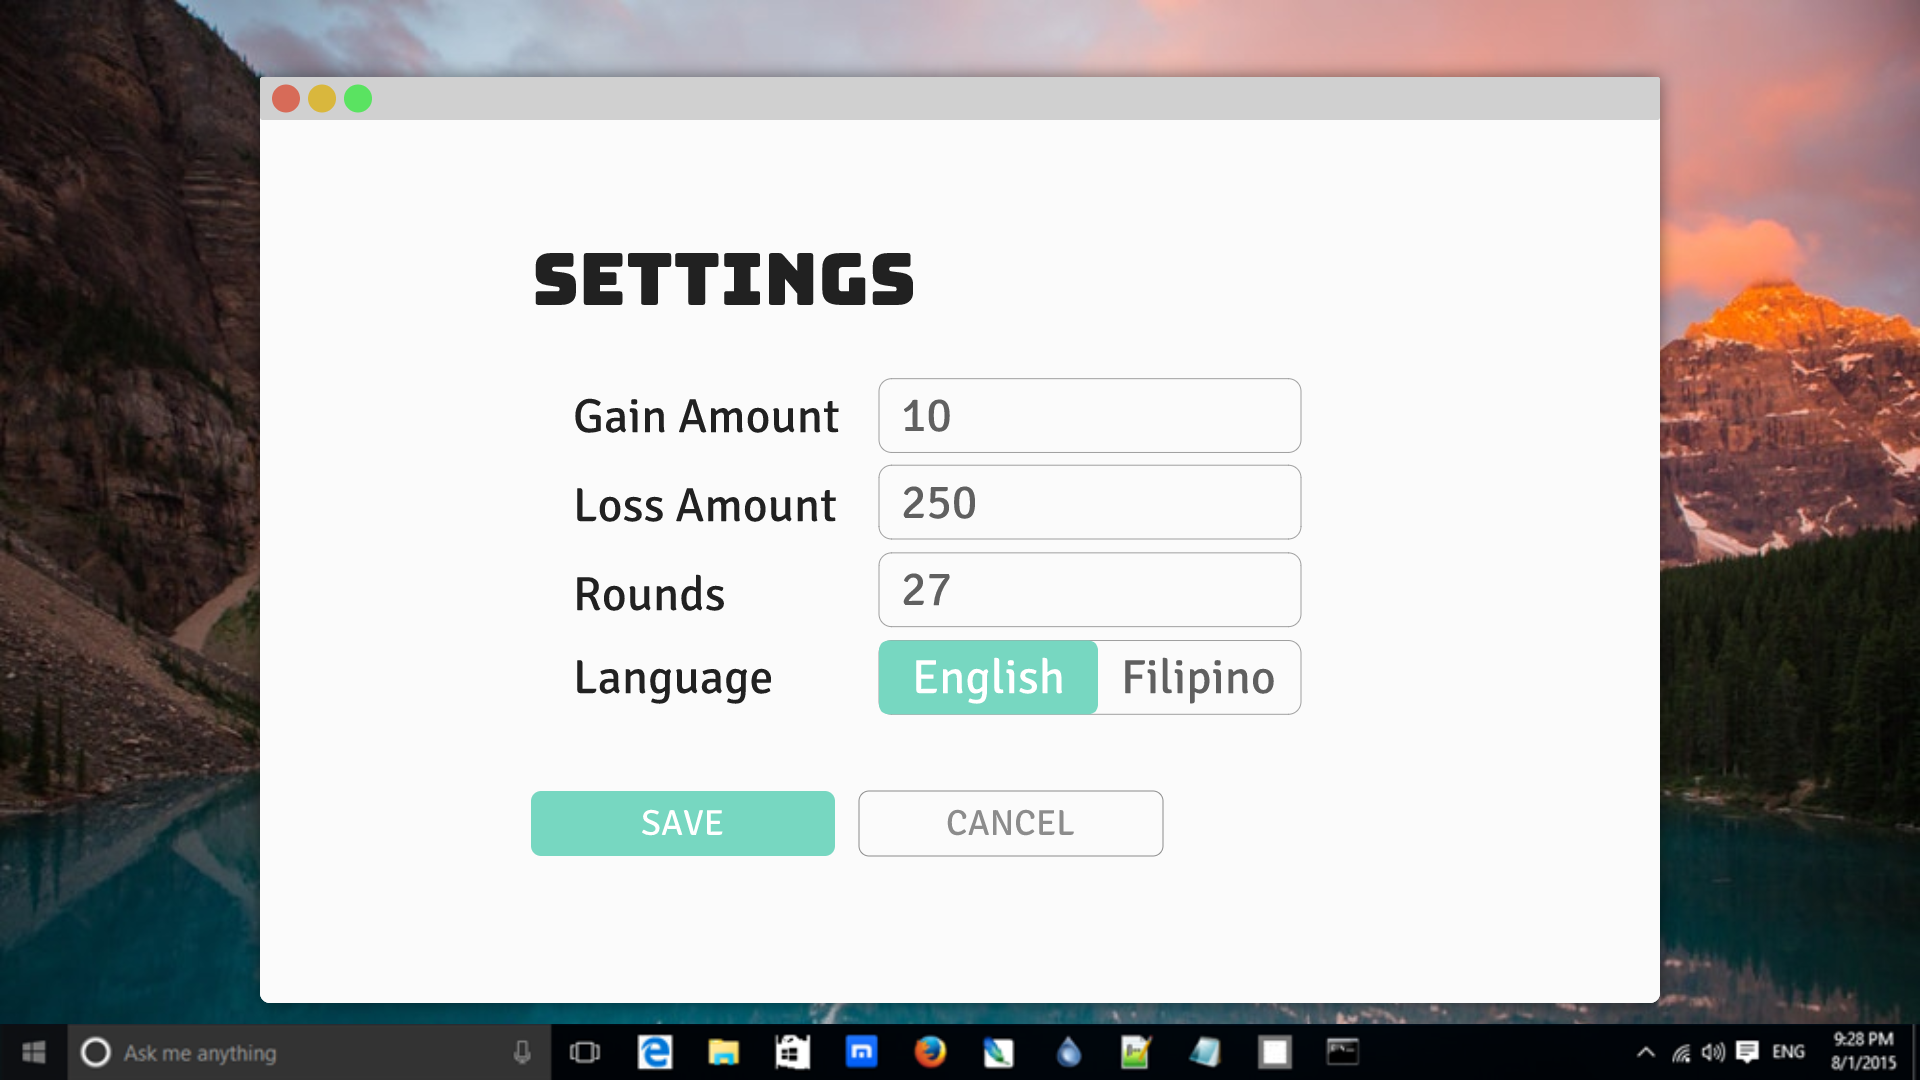 SETTINGS
Gain Amount 10
Loss Amount 250
Rounds 27
Language English Filipino
SAVE CANCEL
Ask me anything
ENG
9:28 PM
8/1/2015